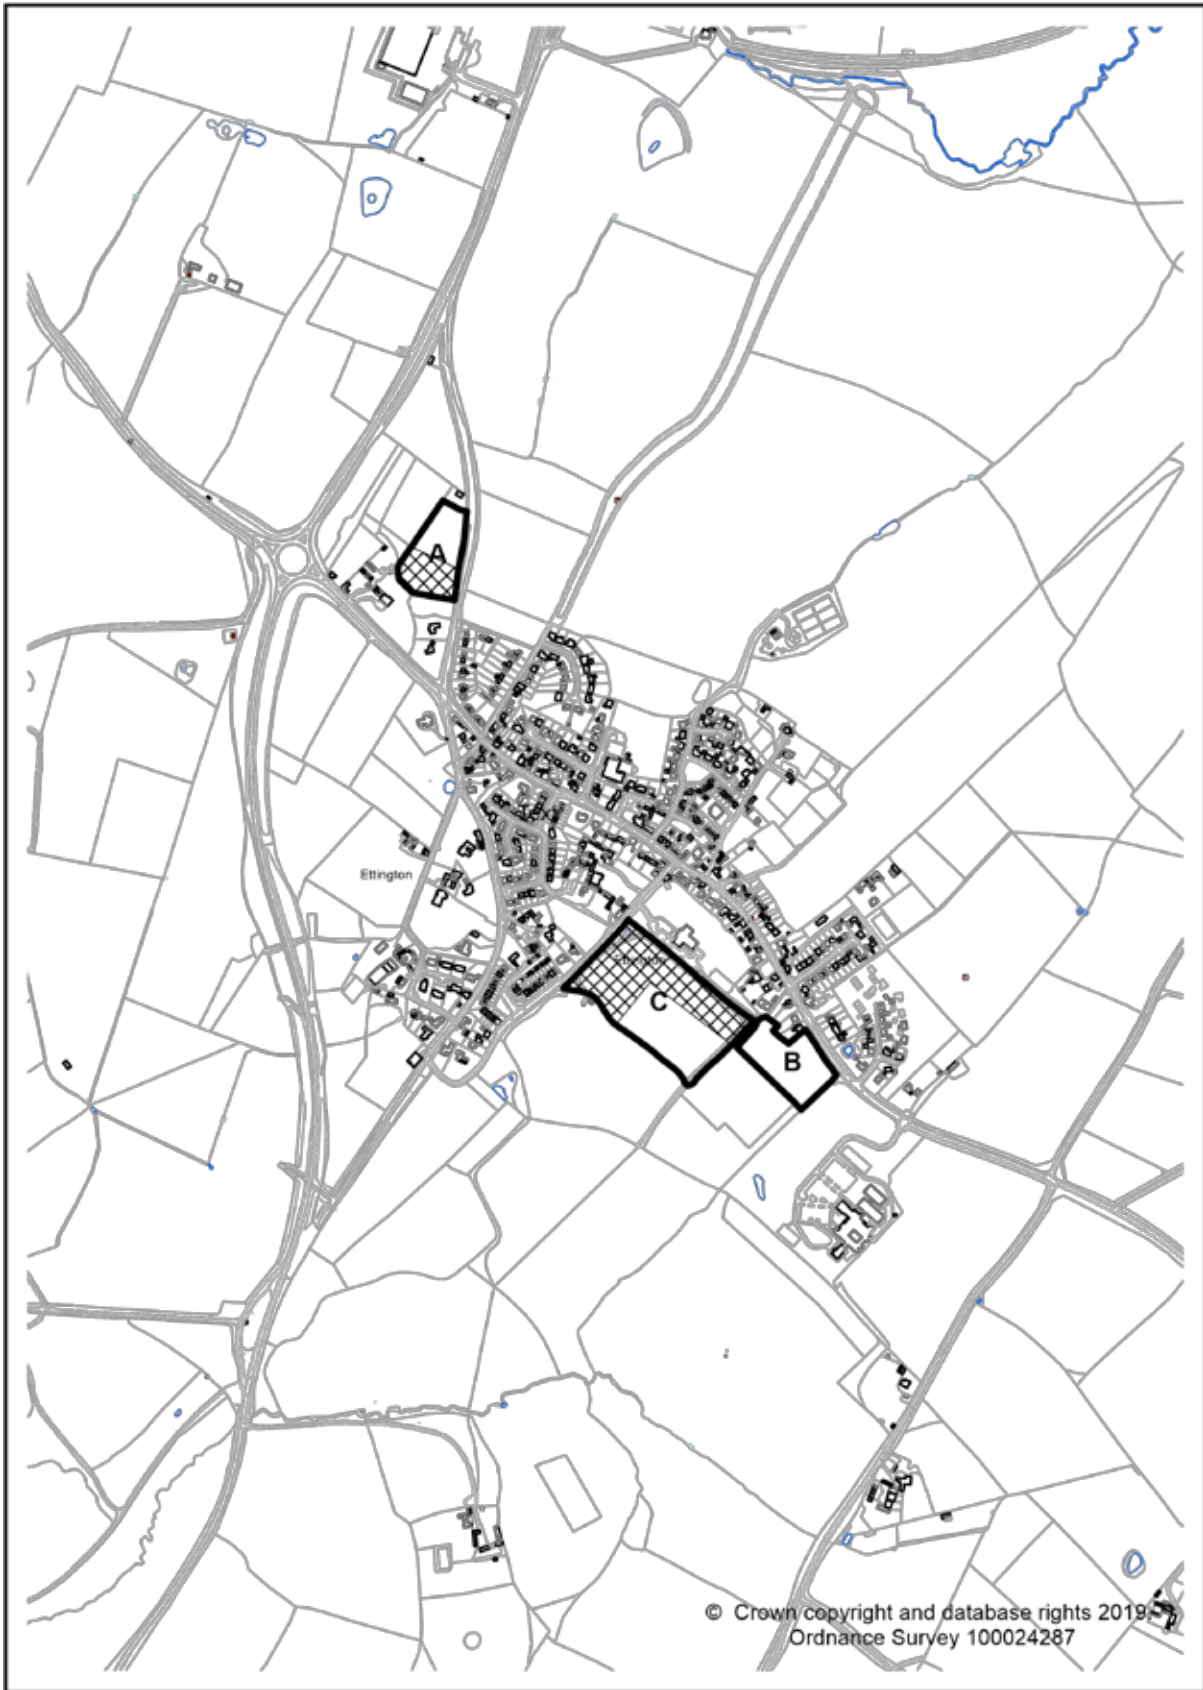 A
Ettington
C
B
© Crown copyright and database rights 2019.
Ordnance Survey 100024287